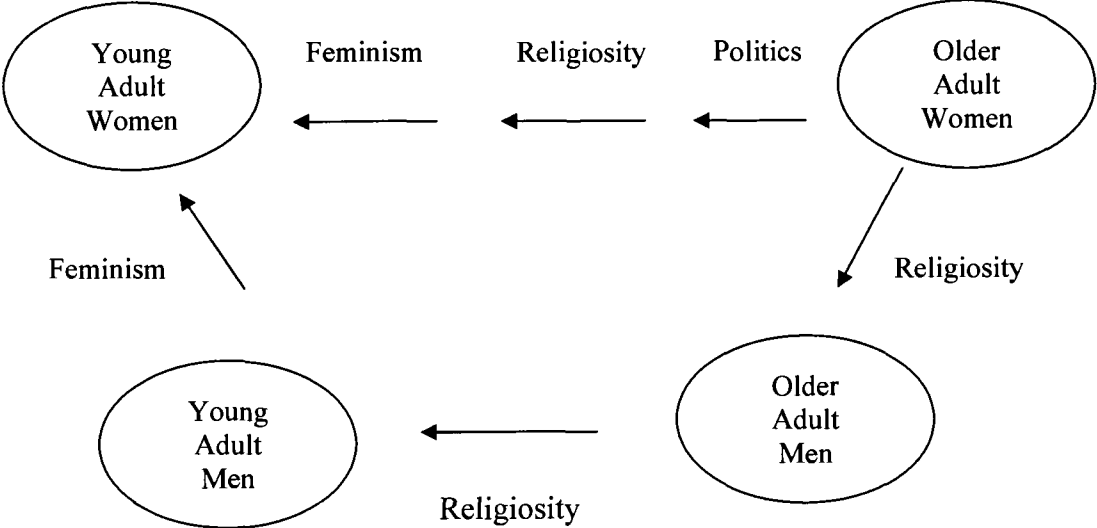 Young
Adult
Women
Feminism
Religiosity
Politics
Older
Adult
Women
Feminism
Religiosity
Young
Adult
Men
Older
Adult
Men
Religiosity